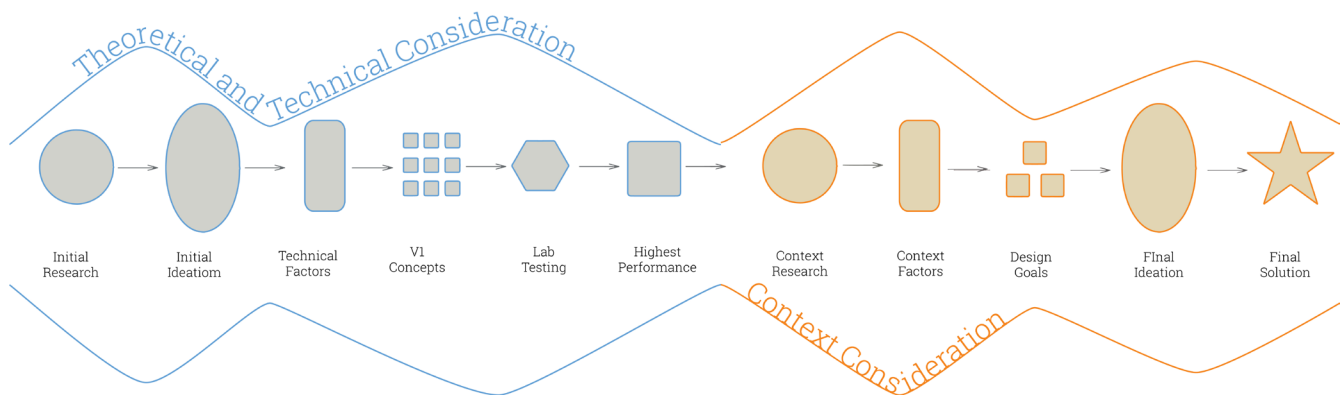 Theoretical and Technical Consideration
Initial
Research
Initial
Ideatiom
Technical
Factors
V1
Concepts
Lab
Testing
Highest
Performance
Context
Research
Context
Factors
Design
Goals
FInal
Ideation
Final
Solution
Context Consideration